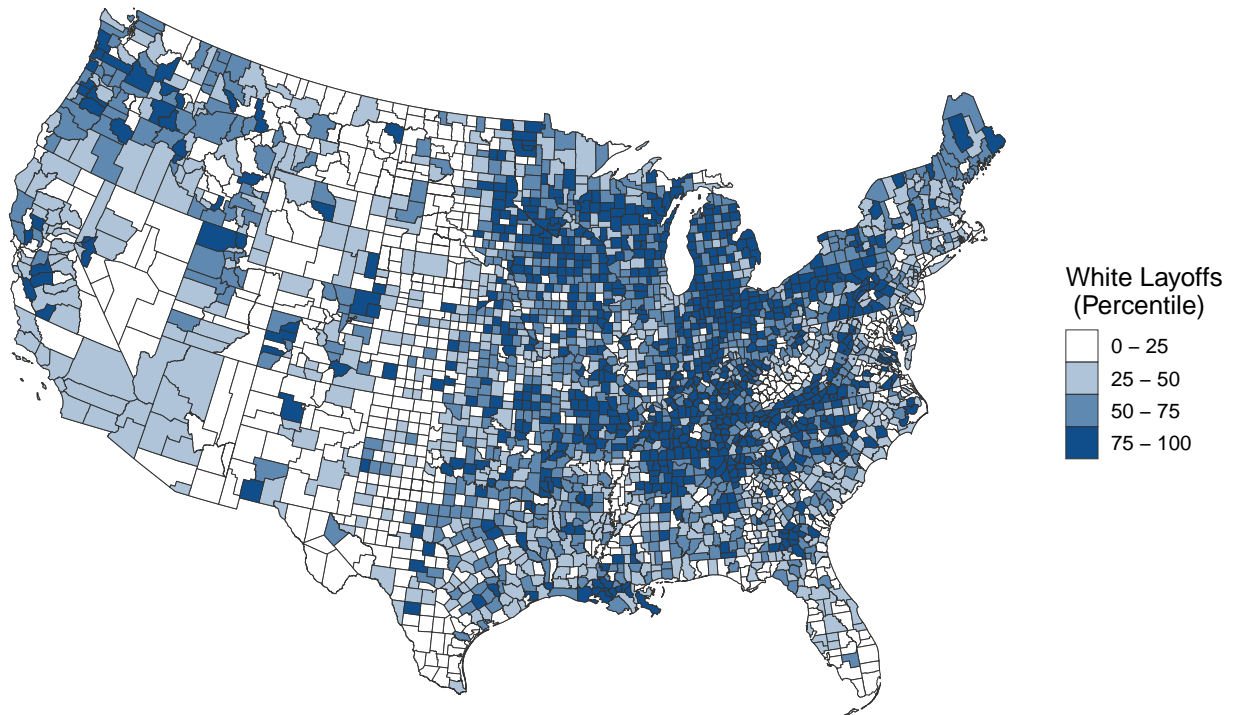 White Layoffs
(Percentile)
0 – 25
25 – 50
50 – 75
75 – 100